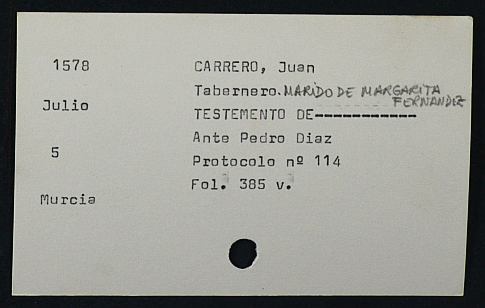 1578
CARRERO, Juan
Tabernero. MARIDO DE MARGARITA
FERNANDEZ
Julio
TESTEMENTO DE-----------
Ante Pedro Diaz
5
Protocolo nº 114
Fol. 385 v.
Murcia